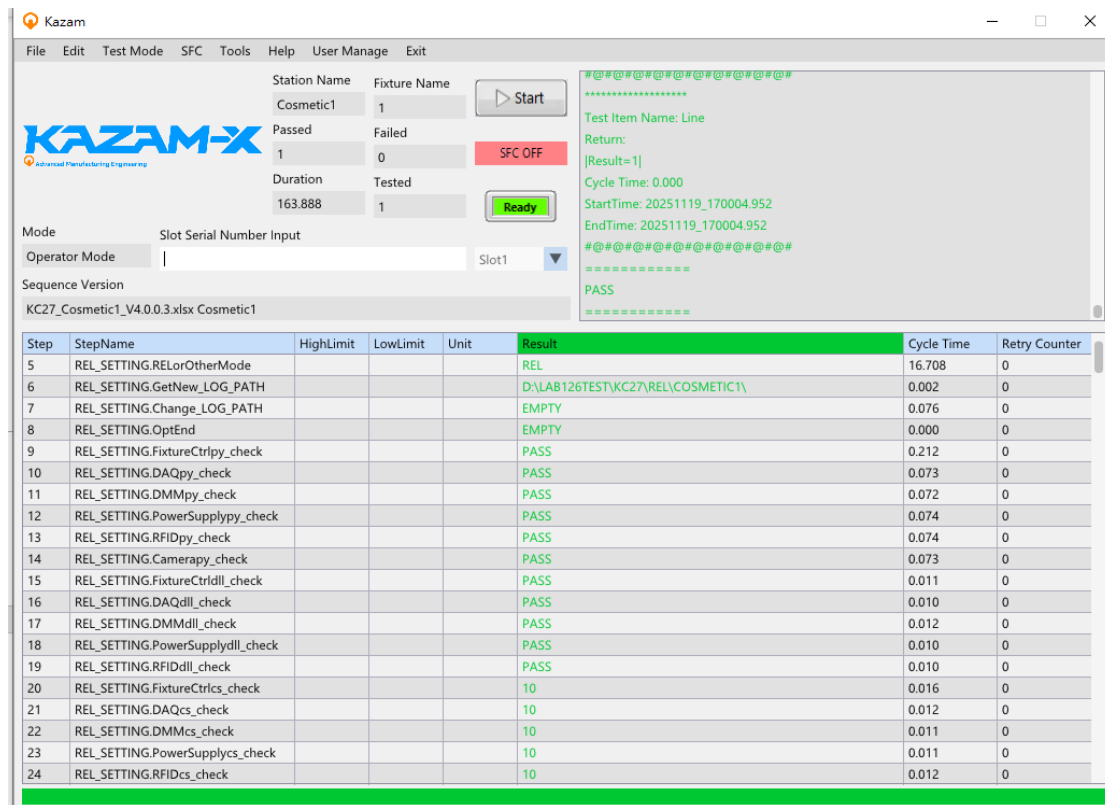 Kazam
File Edit Test Mode SFC Tools Help User Manage Exit
KAZAM-X
Advanced Manufacturing Engineering
Station Name Fixture Name
Cosmetic1 1
Start
Passed Failed
1 0
SFC OFF
Duration Tested
163.888 1
Ready
Mode Slot Serial Number Input
Operator Mode Slot1
Sequence Version
KC27_Cosmetic1_V4.0.0.3.xlsx Cosmetic1
#@#@#@#@#@#@#@#@#@#@#@#
*******************
Test Item Name: Line
Return:
|Result=1|
Cycle Time: 0.000
StartTime: 20251119_170004.952
EndTime: 20251119_170004.952
#@#@#@#@#@#@#@#@#@#@#@#
============
PASS
============
Step StepName HighLimit LowLimit Unit Result Cycle Time Retry Counter
5 REL_SETTING.RELorOtherMode REL 16.708 0
6 REL_SETTING.GetNew_LOG_PATH D:\LAB126TEST\KC27\REL\COSMETIC1\ 0.002 0
7 REL_SETTING.Change_LOG_PATH EMPTY 0.076 0
8 REL_SETTING.OptEnd EMPTY 0.000 0
9 REL_SETTING.FixtureCtrlpy_check PASS 0.212 0
10 REL_SETTING.DAQpy_check PASS 0.073 0
11 REL_SETTING.DMMpy_check PASS 0.072 0
12 REL_SETTING.PowerSupplypy_check PASS 0.074 0
13 REL_SETTING.RFIDpy_check PASS 0.074 0
14 REL_SETTING.Camerapy_check PASS 0.073 0
15 REL_SETTING.FixtureCtrldll_check PASS 0.011 0
16 REL_SETTING.DAQdll_check PASS 0.010 0
17 REL_SETTING.DMMdll_check PASS 0.012 0
18 REL_SETTING.PowerSupplydll_check PASS 0.010 0
19 REL_SETTING.RFIDdll_check PASS 0.010 0
20 REL_SETTING.FixtureCtrlcs_check 10 0.016 0
21 REL_SETTING.DAQcs_check 10 0.012 0
22 REL_SETTING.DMMcs_check 10 0.011 0
23 REL_SETTING.PowerSupplycs_check 10 0.011 0
24 REL_SETTING.RFIDcs_check 10 0.012 0